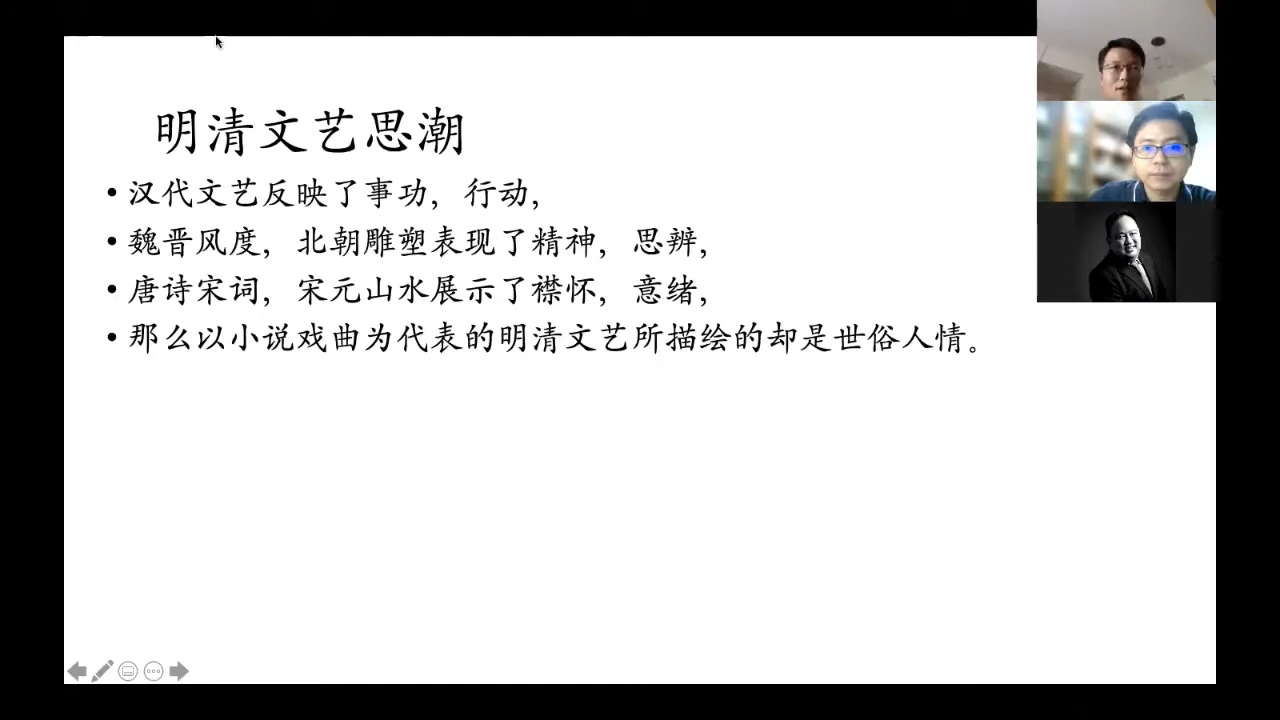 明清文艺思潮
• 汉代文艺反映了事功，行动，
• 魏晋风度，北朝雕塑表现了精神，思辨，
• 唐诗宋词，宋元山水展示了襟怀，意绪，
• 那么以小说戏曲为代表的明清文艺所描绘的却是世俗人情。